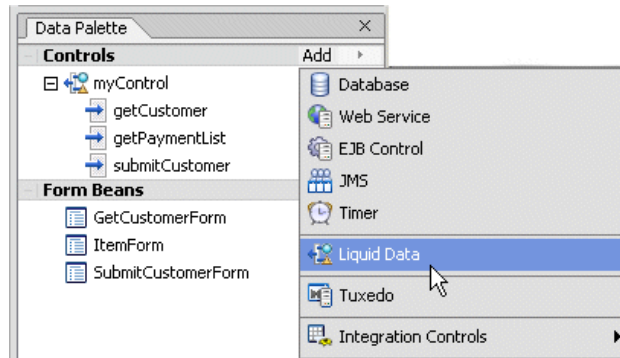 Data Palette
Controls Add
myControl
getCustomer
getPaymentList
submitCustomer
Form Beans
GetCustomerForm
ItemForm
SubmitCustomerForm
Database
Web Service
EJB Control
JMS
Timer
Liquid Data
Tuxedo
Integration Controls